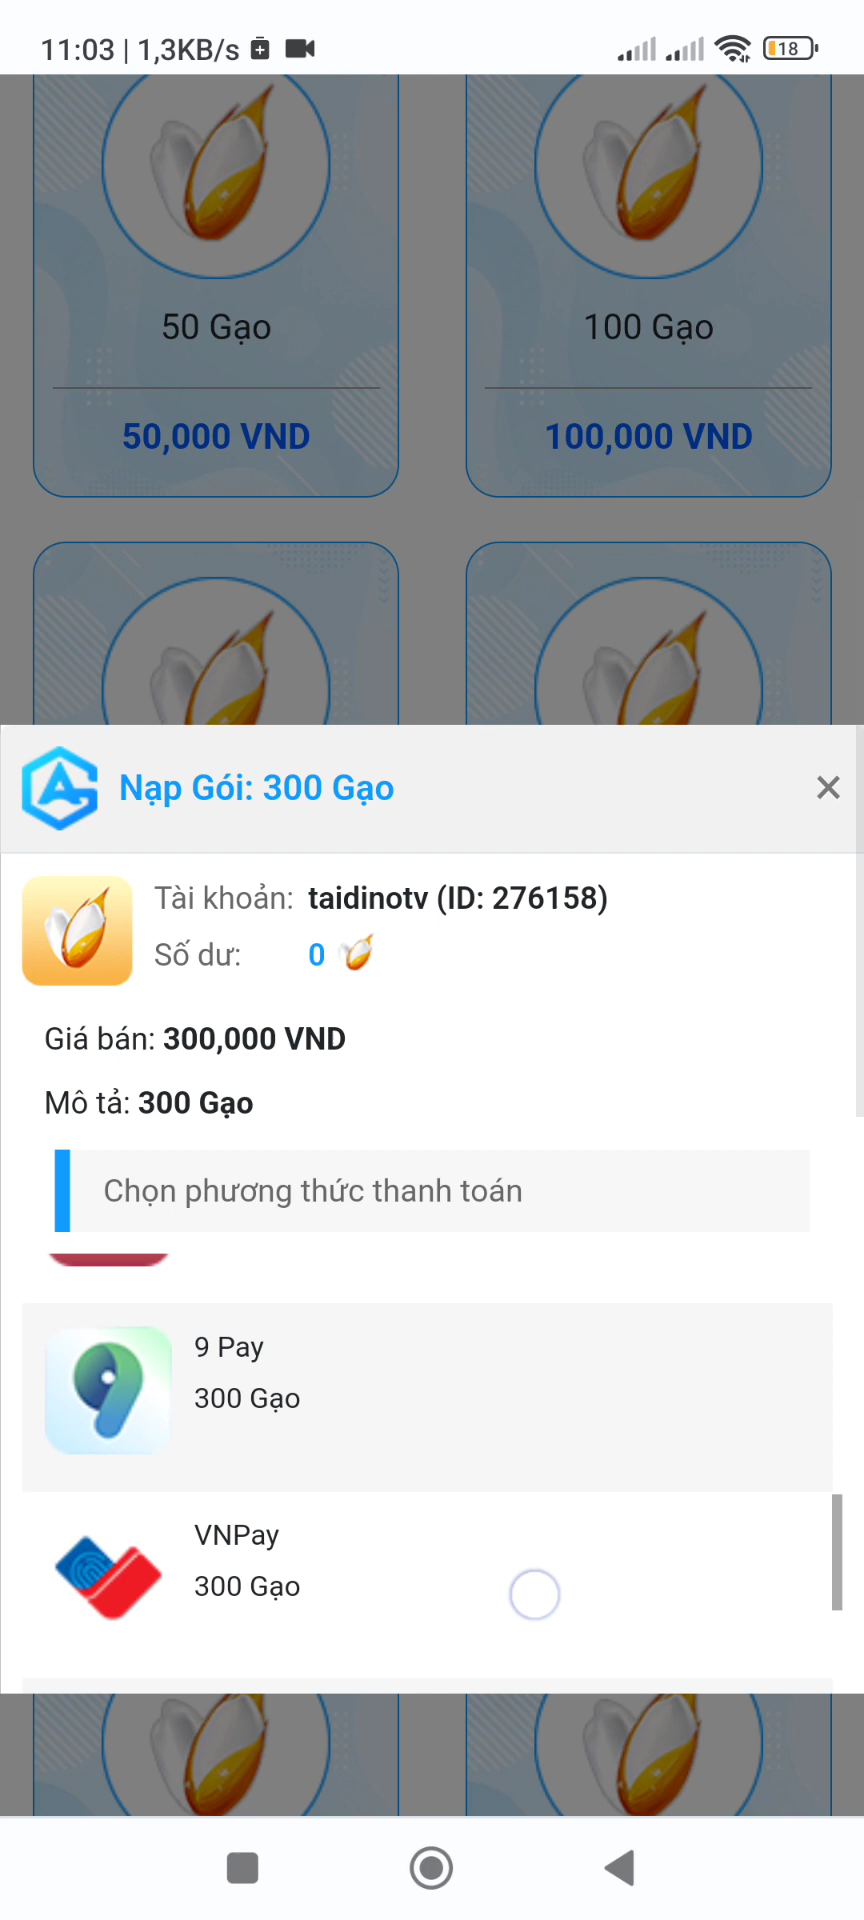 11:03 | 1,3KB/s
18
50 Gạo
100 Gạo
50,000 VND
100,000 VND
Nạp Gói: 300 Gạo
Tài khoản: taidinotv (ID: 276158)
Số dư: 0
Giá bán: 300,000 VND
Mô tả: 300 Gạo
Chọn phương thức thanh toán
9 Pay
300 Gạo
VNPay
300 Gạo